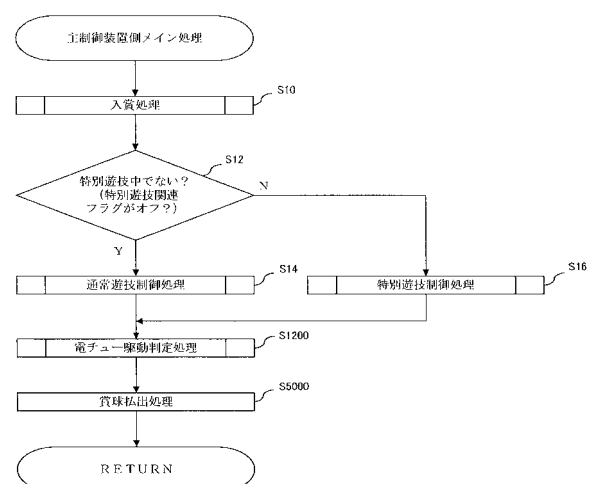 主制御装置側メイン処理
S10
入賞処理
S12
特別遊技中でない？
（特別遊技関連
フラグがオフ？）
N
Y
S14
通常遊技制御処理
S16
特別遊技制御処理
S1200
電チュー駆動判定処理
S5000
賞球払出処理
RETURN